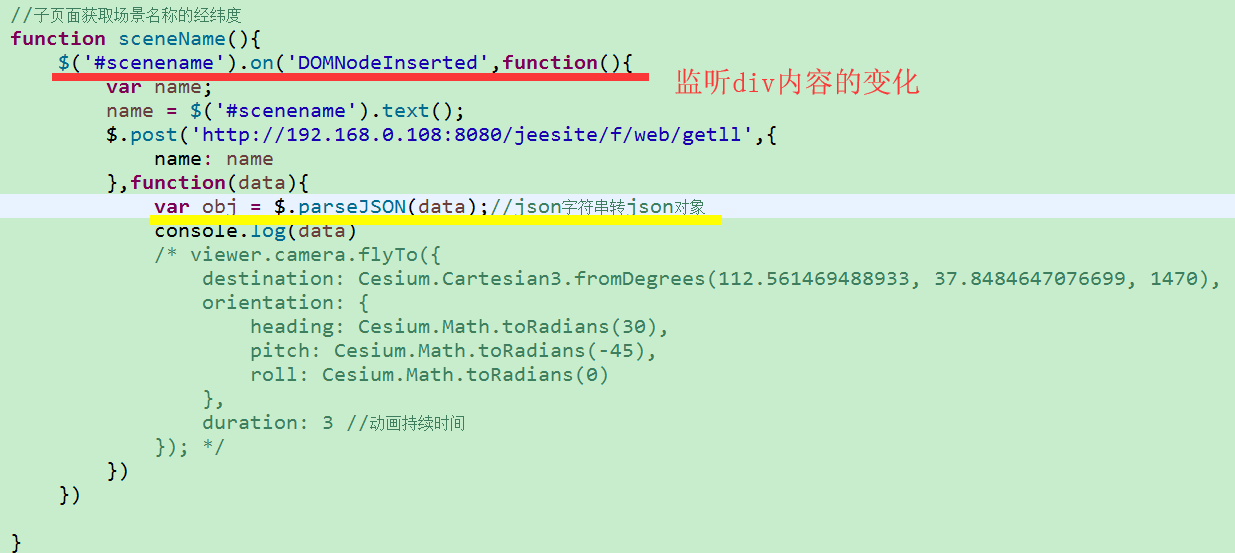 //子页面获取场景名称的经纬度
function sceneName(){
    $('#scenename').on('DOMNodeInserted',function(){
监听div内容的变化
        var name;
        name = $('#scenename').text();
        $.post('http://192.168.0.108:8080/jeesite/f/web/getll',{
            name: name
        },function(data){
            var obj = $.parseJSON(data);//json字符串转json对象
            console.log(data)
            /* viewer.camera.flyTo({
                destination: Cesium.Cartesian3.fromDegrees(112.561469488933, 37.8484647076699, 1470),
                orientation: {
                    heading: Cesium.Math.toRadians(30),
                    pitch: Cesium.Math.toRadians(-45),
                    roll: Cesium.Math.toRadians(0)
                },
                duration: 3 //动画持续时间
            }); */
        })
    })
}